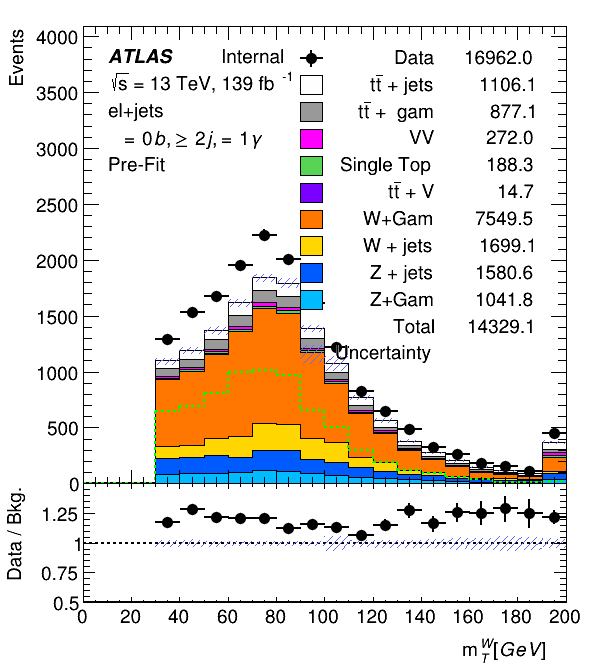 Events
4000
3500
3000
2500
2000
1500
1000
500
0
ATLAS Internal
√s = 13 TeV, 139 fb -1
el+jets
= 0b, ≥ 2j, = 1γ
Pre-Fit
Data 16962.0
tt̄ + jets 1106.1
tt̄ + gam 877.1
VV 272.0
Single Top 188.3
tt̄ + V 14.7
W+Gam 7549.5
W + jets 1699.1
Z + jets 1580.6
Z+Gam 1041.8
Total 14329.1
Uncertainty
Data / Bkg.
1.25
1
0.75
0.5
0 20 40 60 80 100 120 140 160 180 200
m_T^W [GeV]